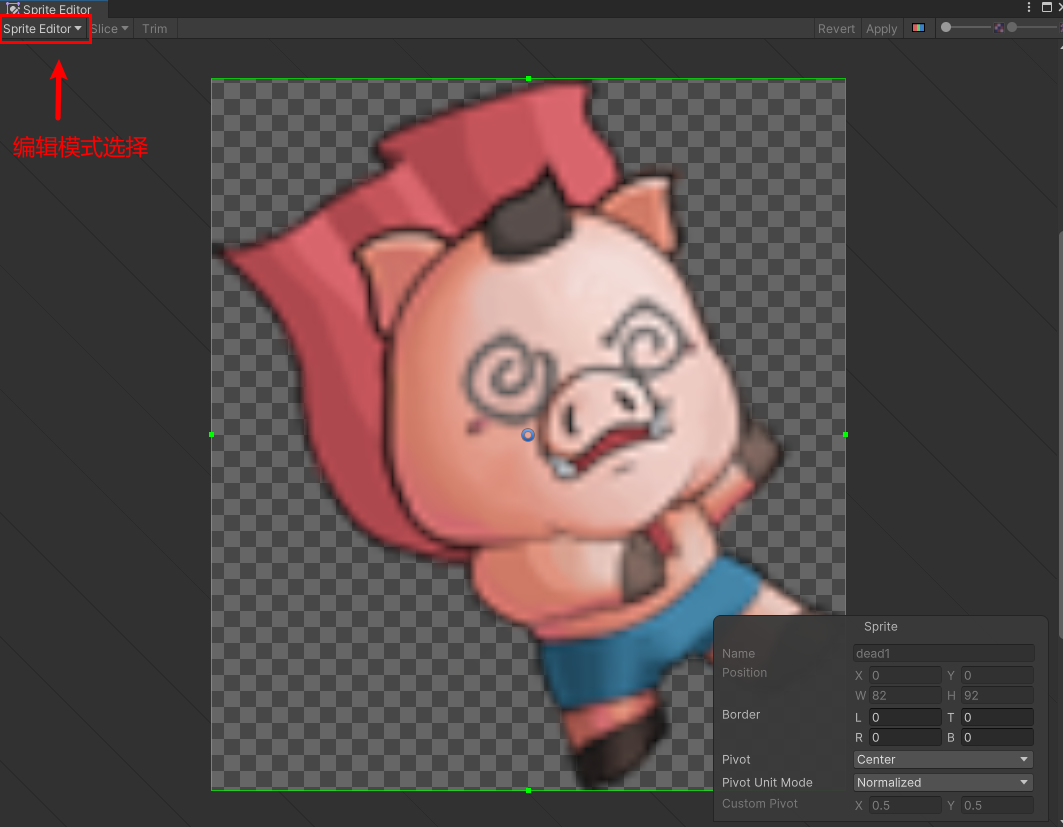 Sprite Editor
Sprite Editor Slice Trim Revert Apply
编辑模式选择
Sprite
Name dead1
Position X 0 Y 0
W 82 H 92
Border L 0 T 0
R 0 B 0
Pivot Center
Pivot Unit Mode Normalized
Custom Pivot X 0.5 Y 0.5